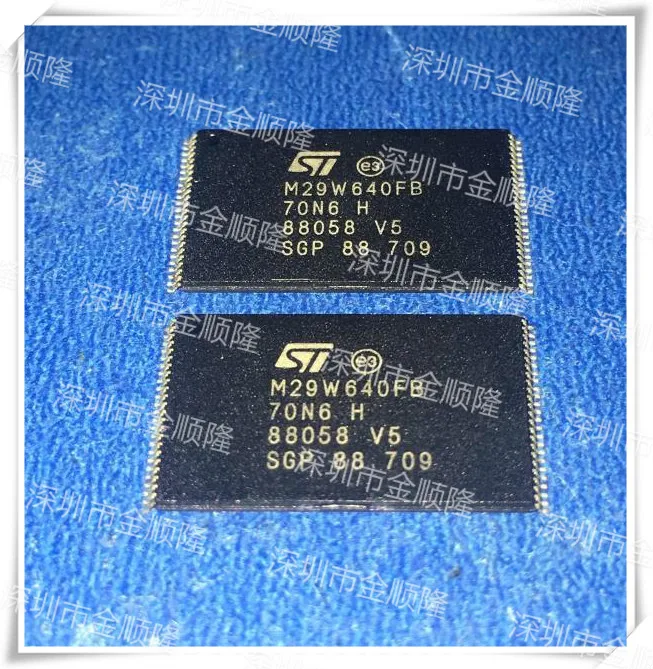 深圳市金顺隆
ST e3
M29W640FB
70N6 H
88058 V5
SGP 88 709
ST e3
M29W640FB
70N6 H
88058 V5
SGP 88 709